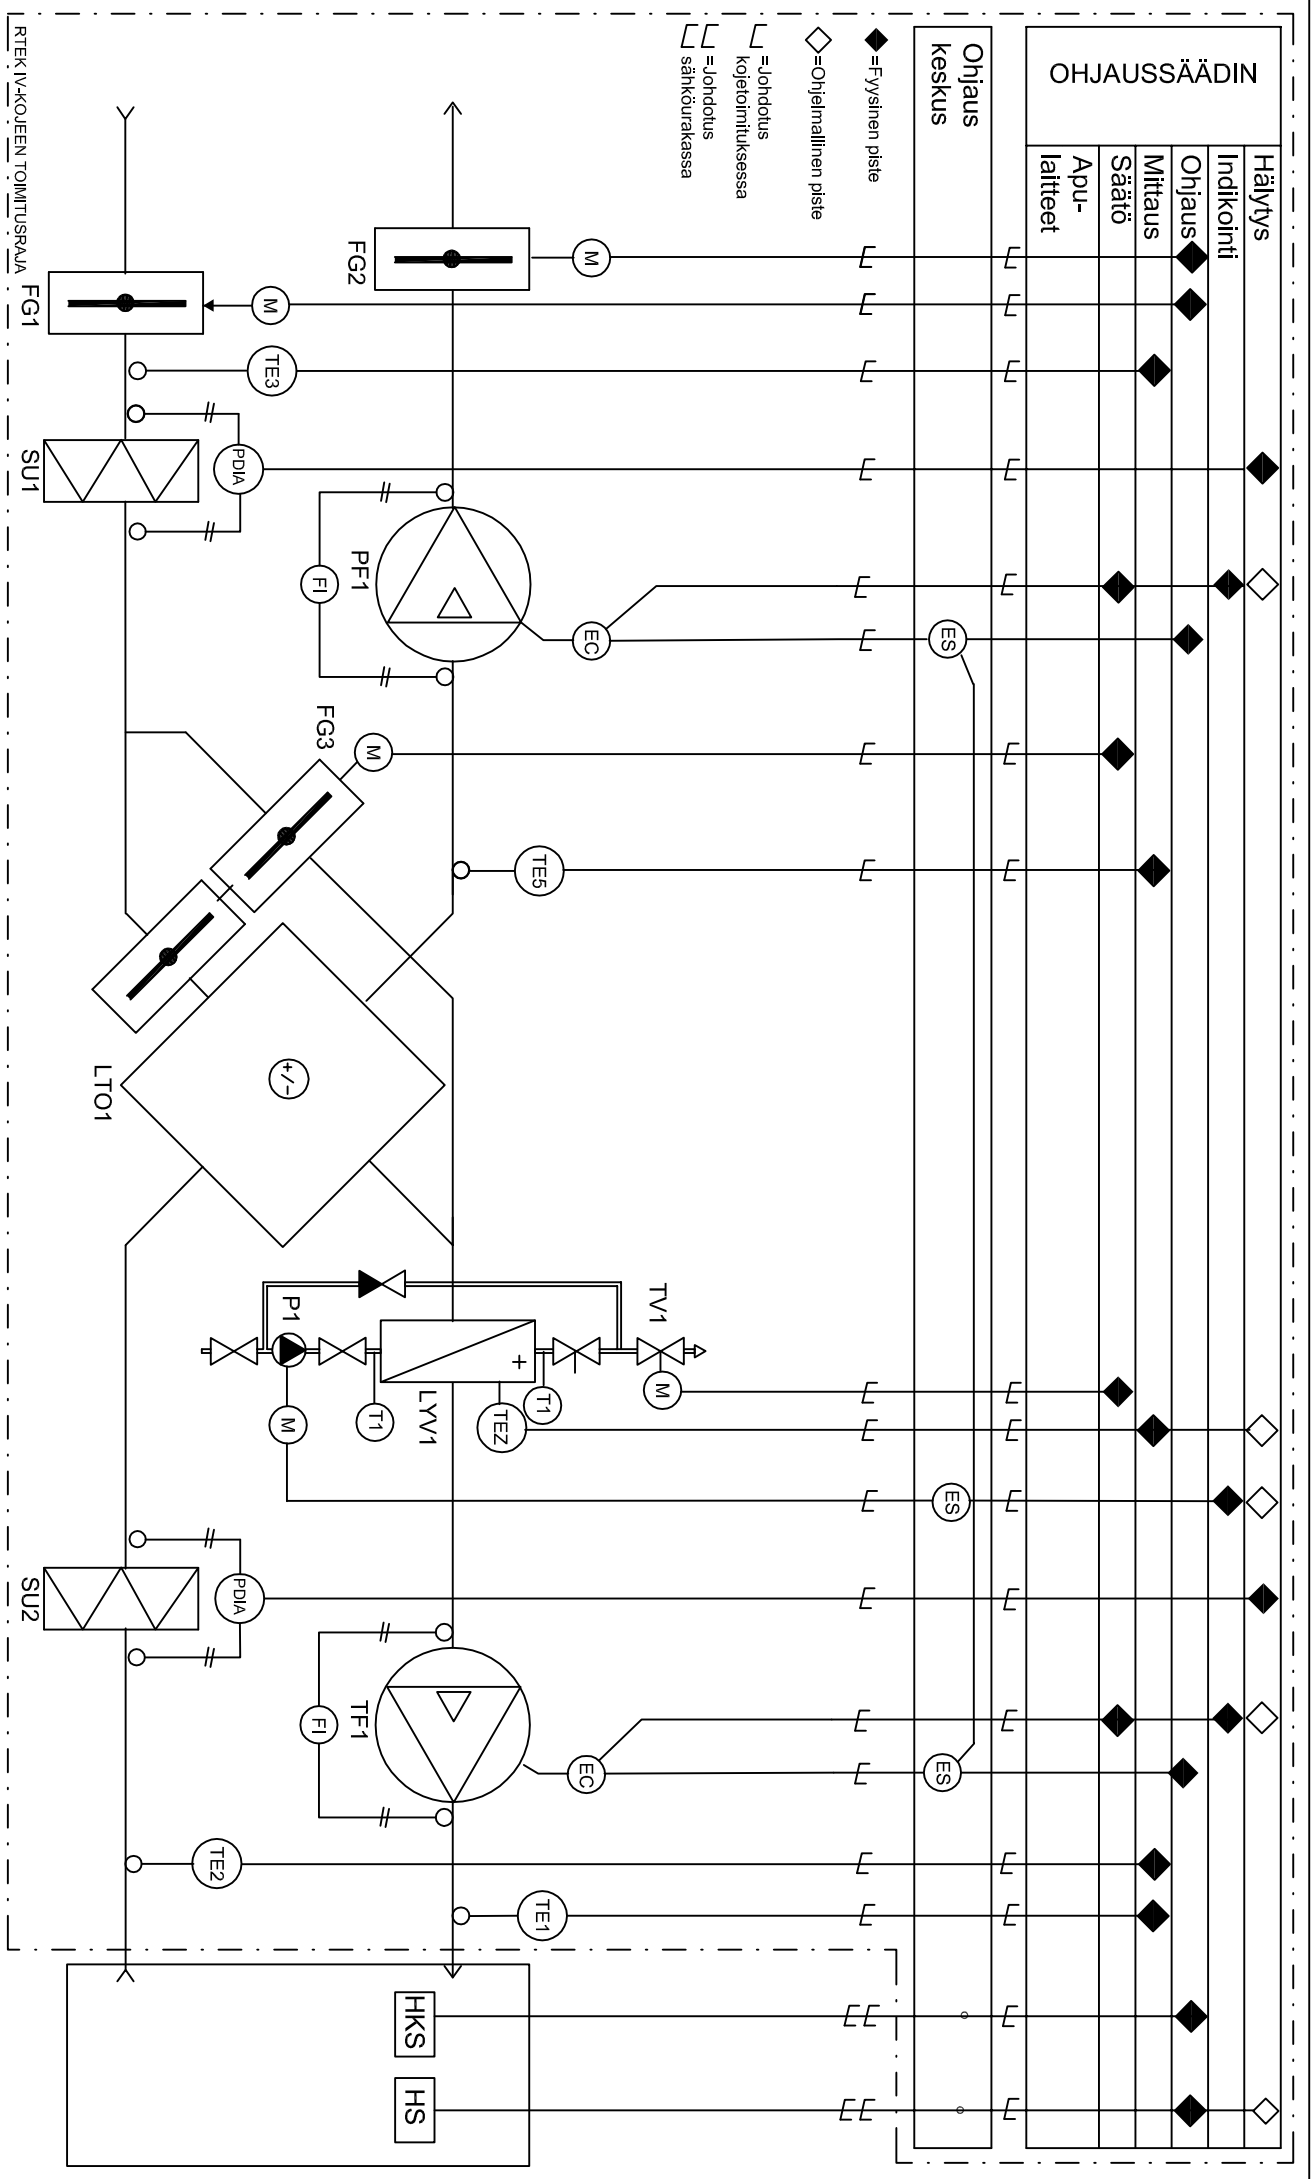 OHJAUSSÄÄDIN
Hälytys
Indikointi
Ohjaus
Mittaus
Säätö
Apu-
laitteet
Ohjaus
keskus
=Fyysinen piste
=Ohjelmallinen piste
=Johdotus
kojetoimituksessa
=Johdotus
sähköurakassa
ES
ES
ES
FG2
M
M
FG1
TE3
PDIA
SU1
FI
PF1
EC
FG3
M
TE5
LTO1
+/-
TV1
M
P1
M
T1
T1
+
LYV1
TEZ
PDIA
SU2
FI
TF1
EC
TE2
TE1
HKS
HS
RTEK IV-KOJEEN TOIMITUSRAJA